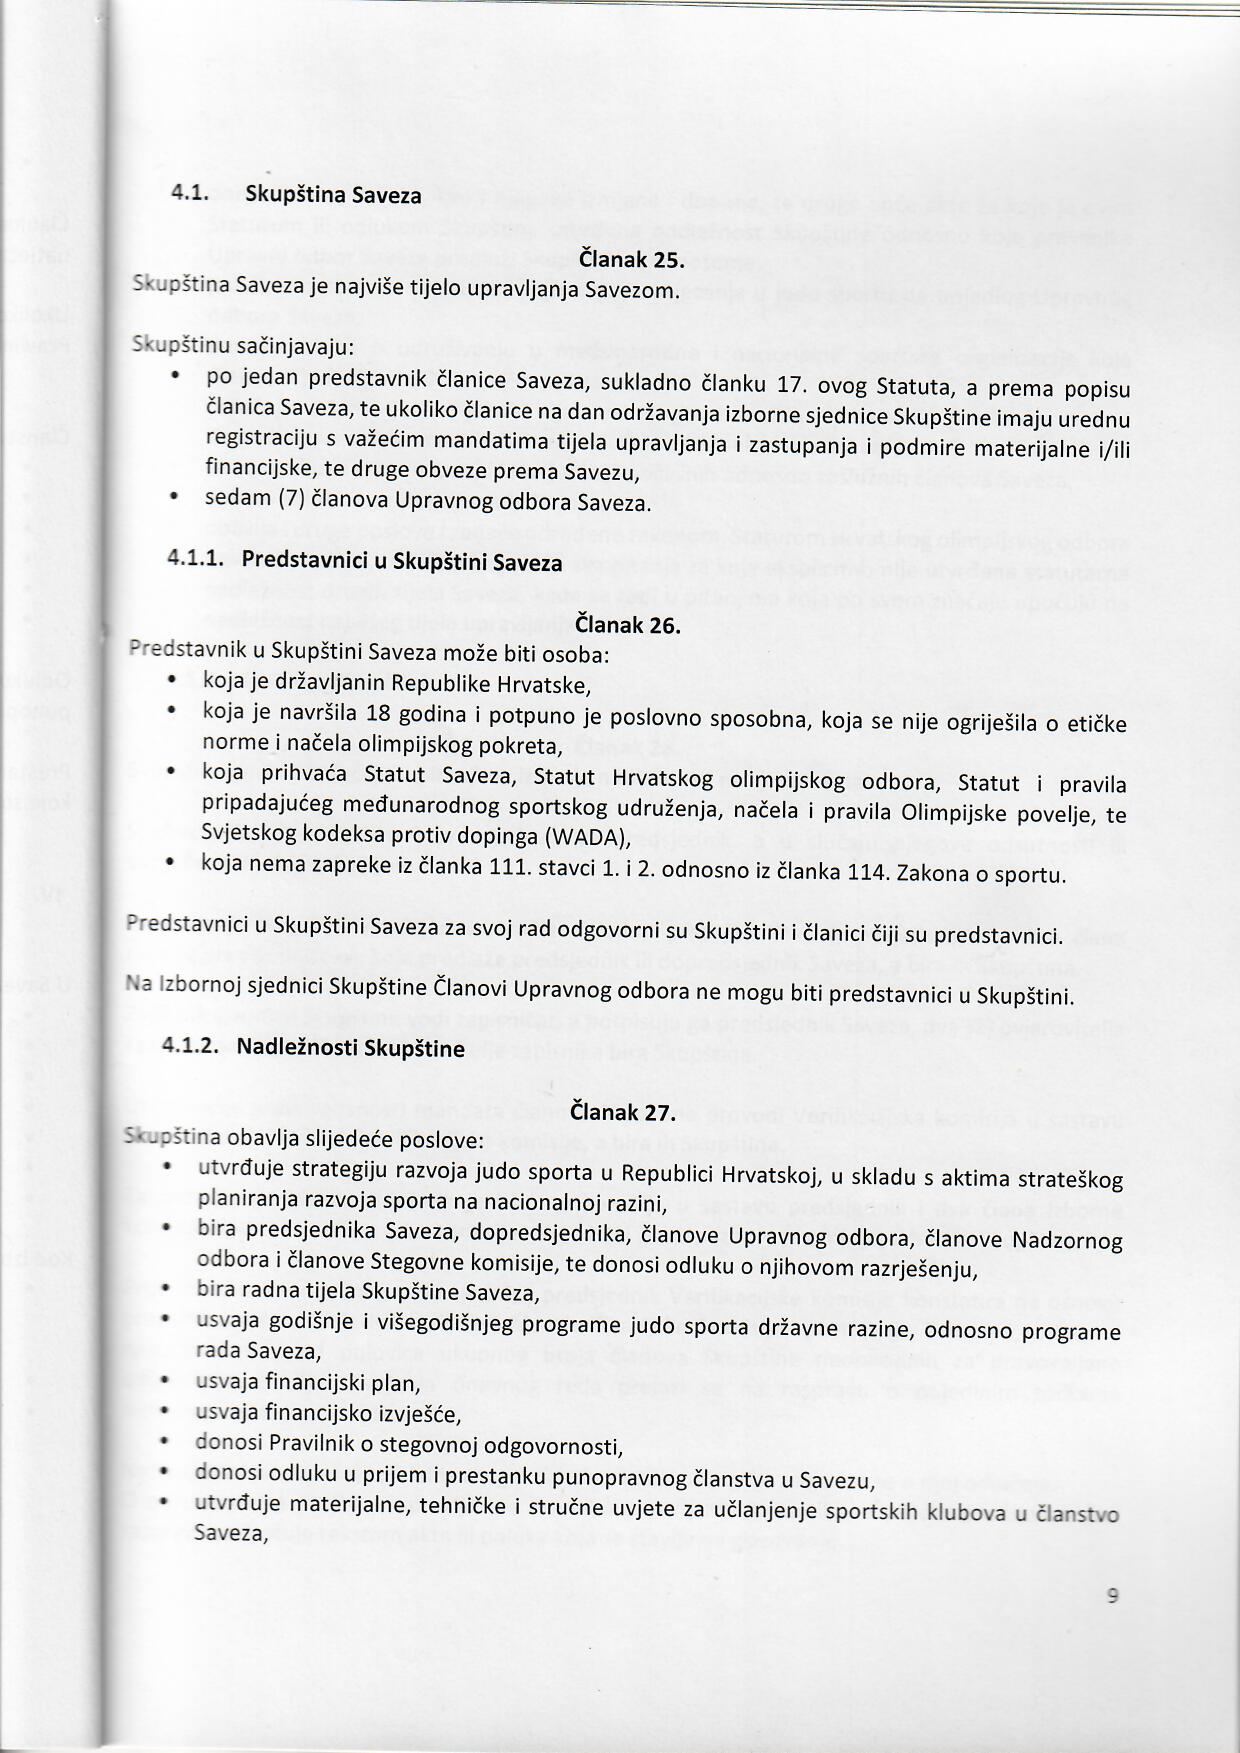 4.1. Skupština Saveza
Članak 25.
Skupština Saveza je najviše tijelo upravljanja Savezom.
Skupštinu sačinjavaju:
• po jedan predstavnik članice Saveza, sukladno članku 17. ovog Statuta, a prema popisu
članica Saveza, te ukoliko članice na dan održavanja izborne sjednice Skupštine imaju urednu
registraciju s važećim mandatima tijela upravljanja i zastupanja i podmire materijalne i/ili
financijske, te druge obveze prema Savezu,
• sedam (7) članova Upravnog odbora Saveza.
4.1.1. Predstavnici u Skupštini Saveza
Članak 26.
Predstavnik u Skupštini Saveza može biti osoba:
• koja je državljanin Republike Hrvatske,
• koja je navršila 18 godina i potpuno je poslovno sposobna, koja se nije ogriješila o etičke
norme i načela olimpijskog pokreta,
• koja prihvaća Statut Saveza, Statut Hrvatskog olimpijskog odbora, Statut i pravila
pripadajućeg međunarodnog sportskog udruženja, načela i pravila Olimpijske povelje, te
Svjetskog kodeksa protiv dopinga (WADA),
• koja nema zapreke iz članka 111. stavci 1. i 2. odnosno iz članka 114. Zakona o sportu.
Predstavnici u Skupštini Saveza za svoj rad odgovorni su Skupštini i članici čiji su predstavnici.
Na Izbornoj sjednici Skupštine Članovi Upravnog odbora ne mogu biti predstavnici u Skupštini.
4.1.2. Nadležnosti Skupštine
Članak 27.
Skupština obavlja slijedeće poslove:
• utvrđuje strategiju razvoja judo sporta u Republici Hrvatskoj, u skladu s aktima strateškog
planiranja razvoja sporta na nacionalnoj razini,
• bira predsjednika Saveza, dopredsjednika, članove Upravnog odbora, članove Nadzornog
odbora i članove Stegovne komisije, te donosi odluku o njihovom razrješenju,
• bira radna tijela Skupštine Saveza,
• usvaja godišnje i višegodišnjeg programe judo sporta državne razine, odnosno programe
rada Saveza,
• usvaja financijski plan,
• usvaja financijsko izvješće,
• donosi Pravilnik o stegovnoj odgovornosti,
• donosi odluku u prijem i prestanku punopravnog članstva u Savezu,
• utvrđuje materijalne, tehničke i stručne uvjete za učlanjenje sportskih klubova u članstvo
Saveza,
9